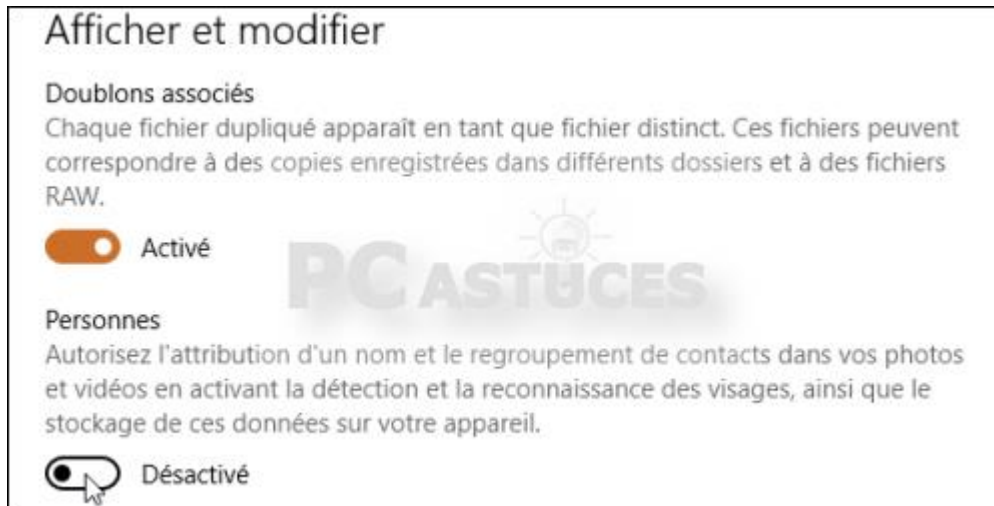 Afficher et modifier
Doublons associés
Chaque fichier dupliqué apparaît en tant que fichier distinct. Ces fichiers peuvent
correspondre à des copies enregistrées dans différents dossiers et à des fichiers
RAW.
Activé
PC ASTUCES
Personnes
Autorisez l'attribution d'un nom et le regroupement de contacts dans vos photos
et vidéos en activant la détection et la reconnaissance des visages, ainsi que le
stockage de ces données sur votre appareil.
Désactivé